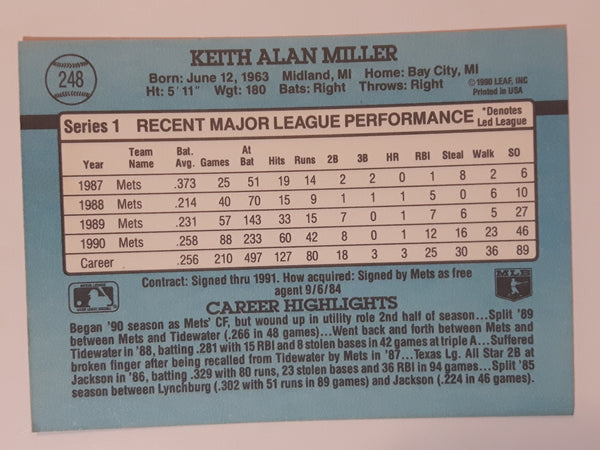 248
KEITH ALAN MILLER
Born: June 12, 1963 Midland, MI Home: Bay City, MI
Ht: 5' 11" Wgt: 180 Bats: Right Throws: Right
©1990 LEAF, INC
Printed in USA
Series 1 RECENT MAJOR LEAGUE PERFORMANCE *Denotes Led League
Year Team Name Bat. Avg. Games At Bat Hits Runs 2B 3B HR RBI Steal Walk SO
1987 Mets .373 25 51 19 14 2 2 0 1 8 2 6
1988 Mets .214 40 70 15 9 1 1 1 5 0 6 10
1989 Mets .231 57 143 33 15 7 0 1 7 6 5 27
1990 Mets .258 88 233 60 42 8 0 1 12 16 23 46
Career .256 210 497 127 80 18 3 3 25 30 36 89
Contract: Signed thru 1991. How acquired: Signed by Mets as free
agent 9/6/84
MLB
CAREER HIGHLIGHTS
Began '90 season as Mets' CF, but wound up in utility role 2nd half of season...Split '89
between Mets and Tidewater (.266 in 48 games)...Went back and forth between Mets and
Tidewater in '88, batting .281 with 15 RBI and 8 stolen bases in 42 games at triple A...Suffered
broken finger after being recalled from Tidewater by Mets in '87...Texas Lg. All Star 2B at
Jackson in '86, batting .329 with 80 runs, 23 steals and 36 RBI in 94 games...Split '85
season between Lynchburg (.302 with 51 runs in 89 games) and Jackson (.224 in 46 games).